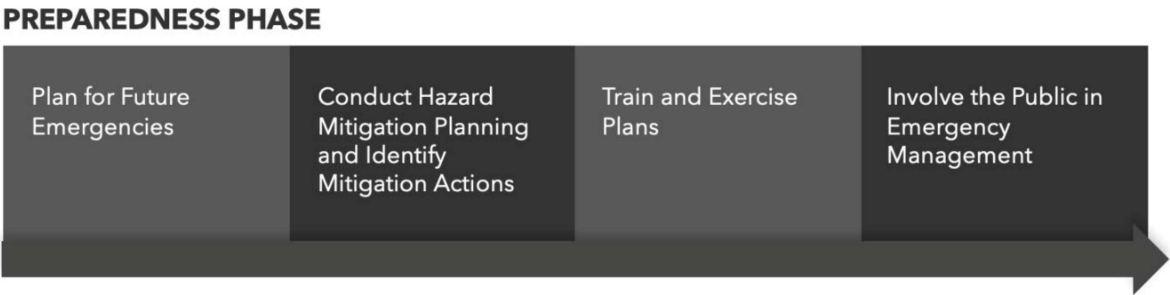 PREPAREDNESS PHASE
Plan for Future
Emergencies
Conduct Hazard
Mitigation Planning
and Identify
Mitigation Actions
Train and Exercise
Plans
Involve the Public in
Emergency
Management